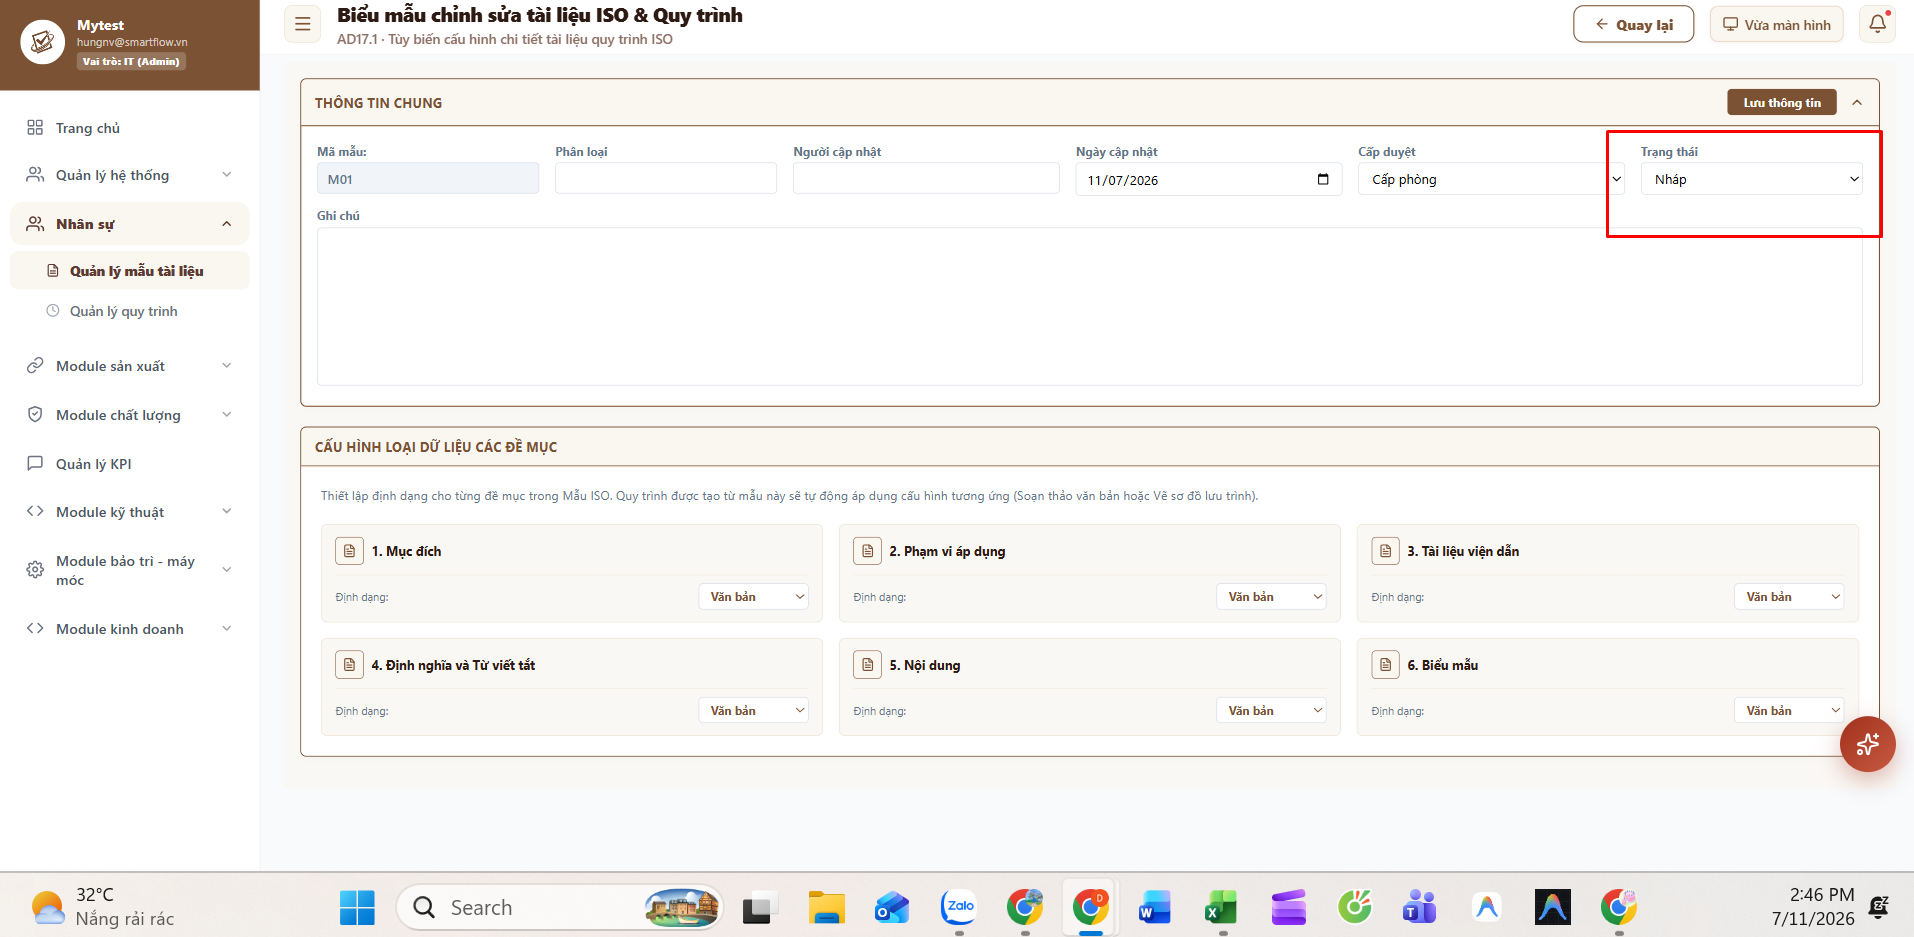 Mytest
hungnv@smartflow.vn
Vai trò: IT (Admin)
Trang chủ
Quản lý hệ thống
Nhân sự
Quản lý mẫu tài liệu
Quản lý quy trình
Module sản xuất
Module chất lượng
Quản lý KPI
Module kỹ thuật
Module bảo trì - máy
móc
Module kinh doanh
Biểu mẫu chỉnh sửa tài liệu ISO & Quy trình
AD17.1 · Tùy biến cấu hình chi tiết tài liệu quy trình ISO
Quay lại
Vừa màn hình
THÔNG TIN CHUNG
Lưu thông tin
Mã mẫu:
Phân loại
Người cập nhật
Ngày cập nhật
Cấp duyệt
Trạng thái
M01
11/07/2026
Cấp phòng
Nháp
Ghi chú
CẤU HÌNH LOẠI DỮ LIỆU CÁC ĐỀ MỤC
Thiết lập định dạng cho từng đề mục trong Mẫu ISO. Quy trình được tạo từ mẫu này sẽ tự động áp dụng cấu hình tương ứng (Soạn thảo văn bản hoặc Vẽ sơ đồ lưu trình).
1. Mục đích
Định dạng:
Văn bản
2. Phạm vi áp dụng
Định dạng:
Văn bản
3. Tài liệu viện dẫn
Định dạng:
Văn bản
4. Định nghĩa và Từ viết tắt
Định dạng:
Văn bản
5. Nội dung
Định dạng:
Văn bản
6. Biểu mẫu
Định dạng:
Văn bản
32°C
Nắng rải rác
Search
Zalo
D
2:46 PM
7/11/2026